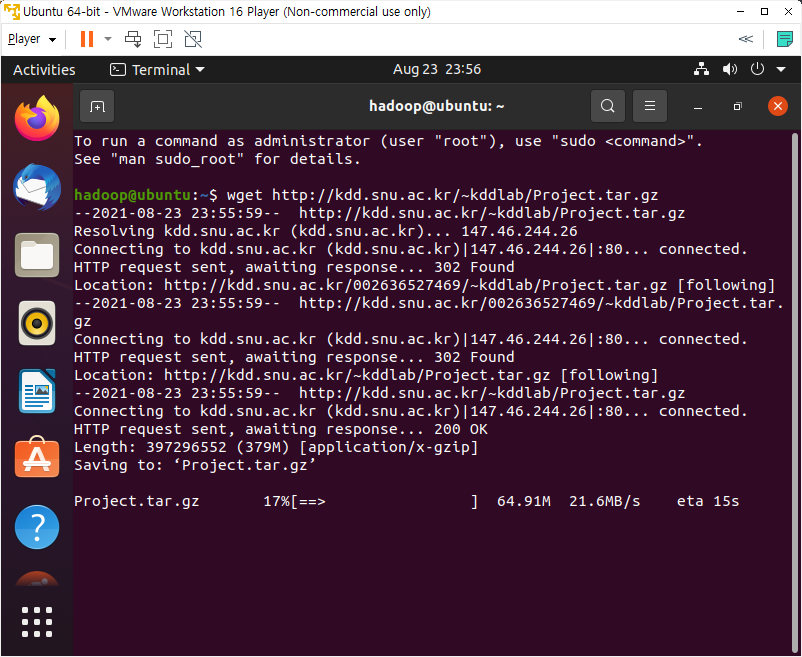 Ubuntu 64-bit - VMware Workstation 16 Player (Non-commercial use only)
Player
Activities Terminal Aug 23 23:56
hadoop@ubuntu: ~
To run a command as administrator (user "root"), use "sudo <command>".
See "man sudo_root" for details.
hadoop@ubuntu:~$ wget http://kdd.snu.ac.kr/~kddlab/Project.tar.gz
--2021-08-23 23:55:59--  http://kdd.snu.ac.kr/~kddlab/Project.tar.gz
Resolving kdd.snu.ac.kr (kdd.snu.ac.kr)... 147.46.244.26
Connecting to kdd.snu.ac.kr (kdd.snu.ac.kr)|147.46.244.26|:80... connected.
HTTP request sent, awaiting response... 302 Found
Location: http://kdd.snu.ac.kr/002636527469/~kddlab/Project.tar.gz [following]
--2021-08-23 23:55:59--  http://kdd.snu.ac.kr/002636527469/~kddlab/Project.tar.
gz
Connecting to kdd.snu.ac.kr (kdd.snu.ac.kr)|147.46.244.26|:80... connected.
HTTP request sent, awaiting response... 302 Found
Location: http://kdd.snu.ac.kr/~kddlab/Project.tar.gz [following]
--2021-08-23 23:55:59--  http://kdd.snu.ac.kr/~kddlab/Project.tar.gz
Connecting to kdd.snu.ac.kr (kdd.snu.ac.kr)|147.46.244.26|:80... connected.
HTTP request sent, awaiting response... 200 OK
Length: 397296552 (379M) [application/x-gzip]
Saving to: ‘Project.tar.gz’
Project.tar.gz       17%[==>                ]  64.91M  21.6MB/s    eta 15s